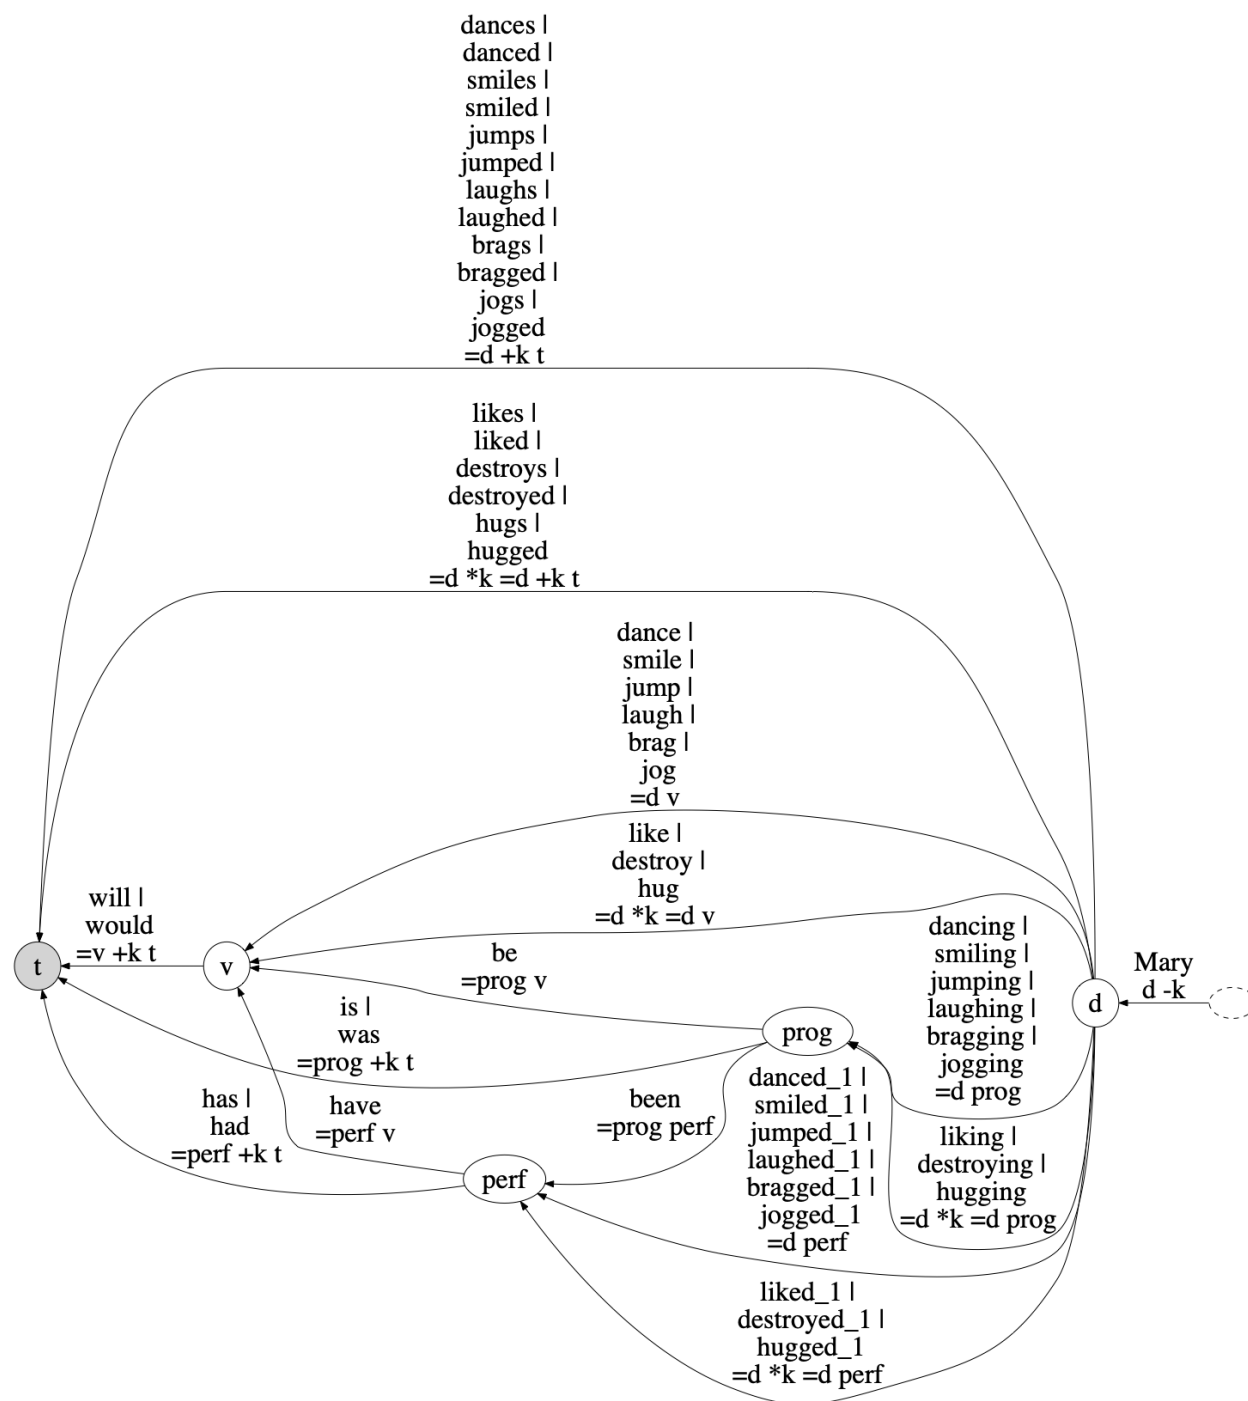 dances |
danced |
smiles |
smiled |
jumps |
jumped |
laughs |
laughed |
brags |
bragged |
jogs |
jogged
=d +k t
likes |
liked |
destroys |
destroyed |
hugs |
hugged
=d *k =d +k t
dance |
smile |
jump |
laugh |
brag |
jog
=d v
like |
destroy |
hug
=d *k =d v
will |
would
=v +k t
t
v
be
=prog v
is |
was
=prog +k t
prog
dancing |
smiling |
jumping |
laughing |
bragging |
jogging
=d prog
Mary
d -k
d
has |
had
=perf +k t
have
=perf v
been
=prog perf
perf
danced_1 |
smiled_1 |
jumped_1 |
laughed_1 |
bragged_1 |
jogged_1
=d perf
liking |
destroying |
hugging
=d *k =d prog
liked_1 |
destroyed_1 |
hugged_1
=d *k =d perf